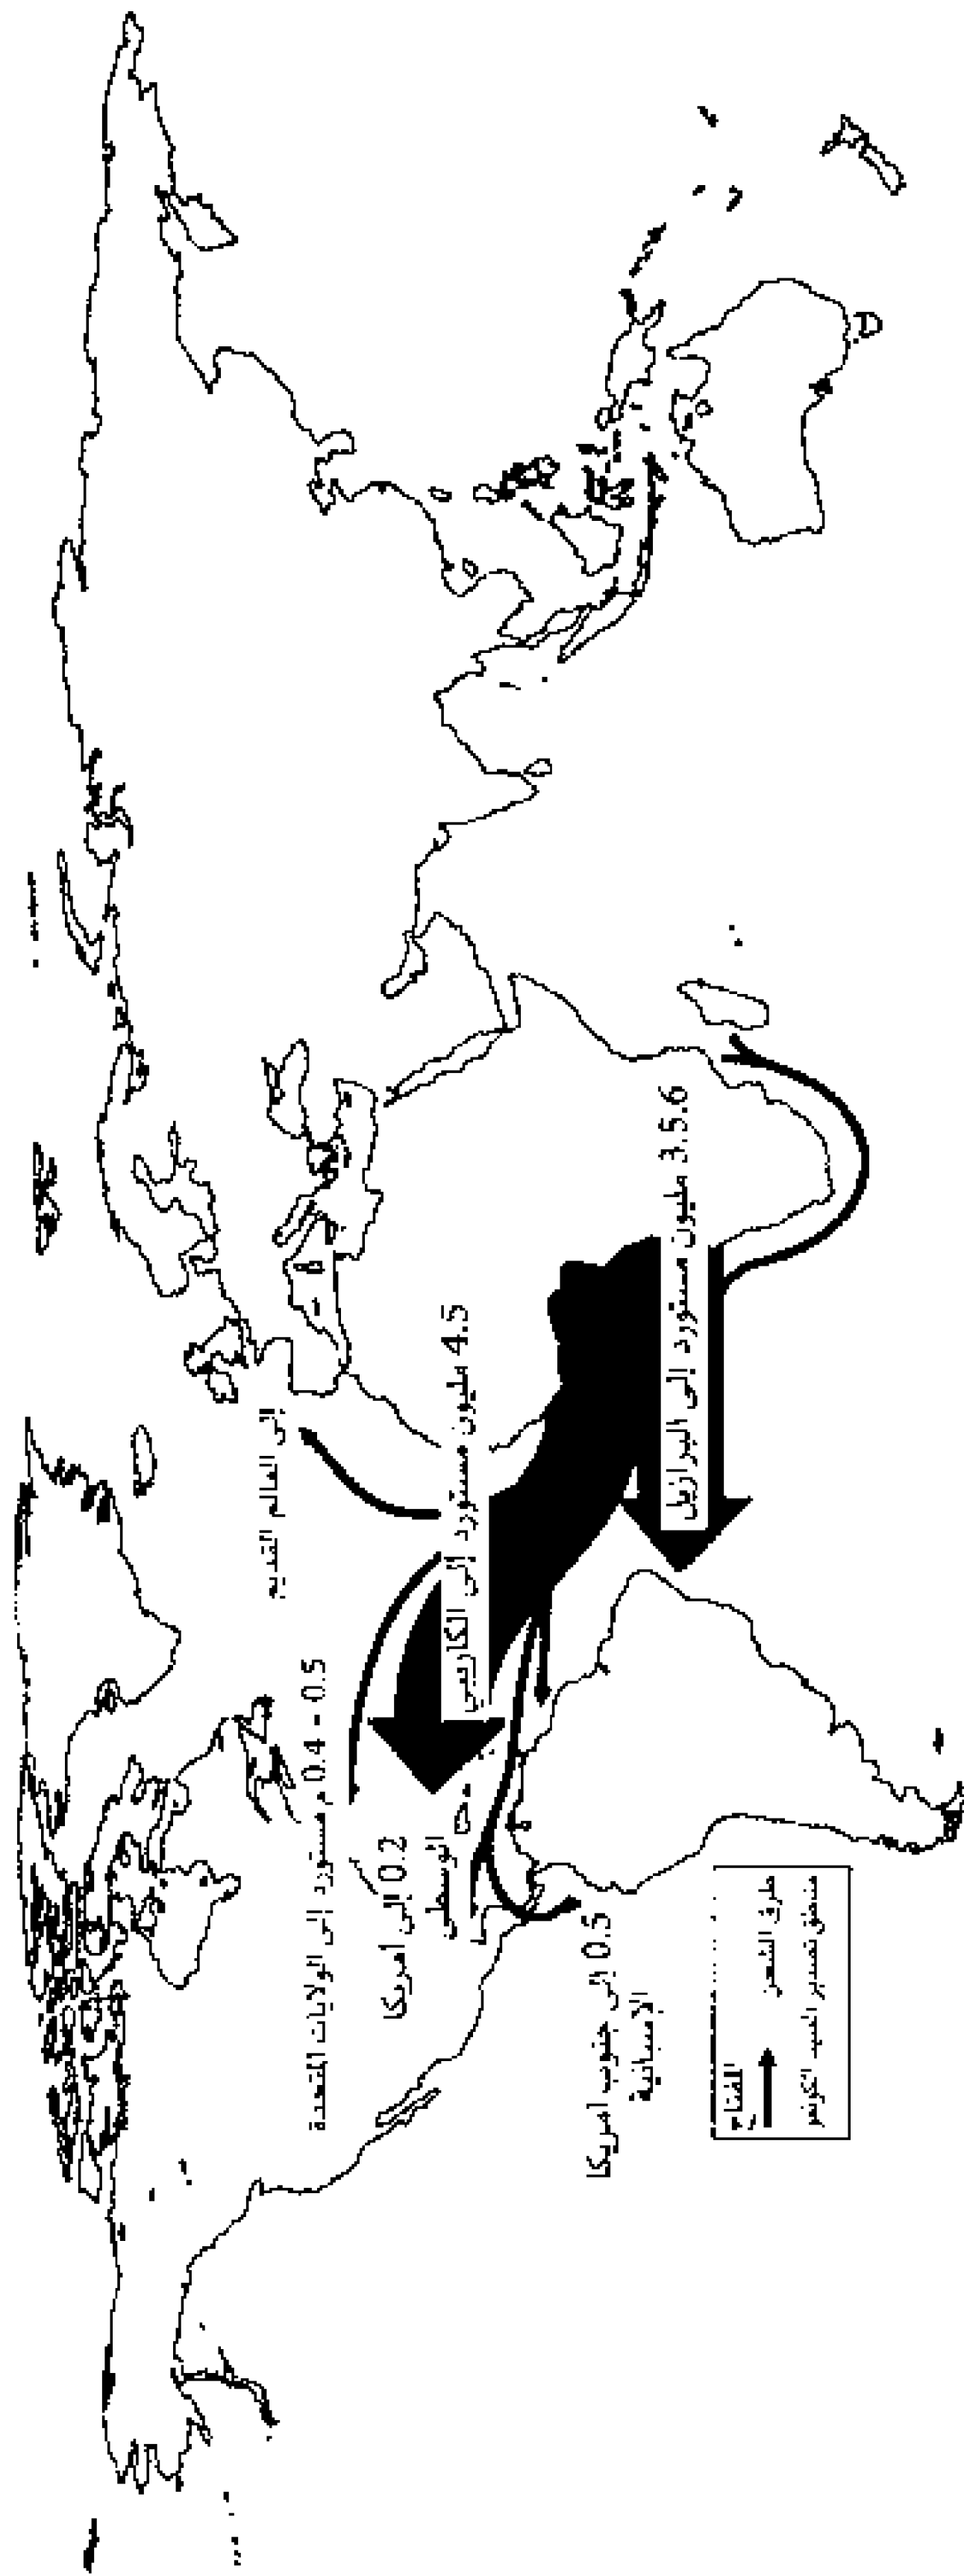 إلى العالم القديم
0.4 - 0.5 م مستورد إلى الولايات المتحدة
4.5 مليون مستورد إلى الكاريبي
0.2 إلى أمريكا
الوسطى
3.5.6 مليون مستورد إلى البرازيل
0.5 إلى جنوب أمريكا
الإسبانية
المفتاح
طرق الشحن
مناطق تصدير العبيد